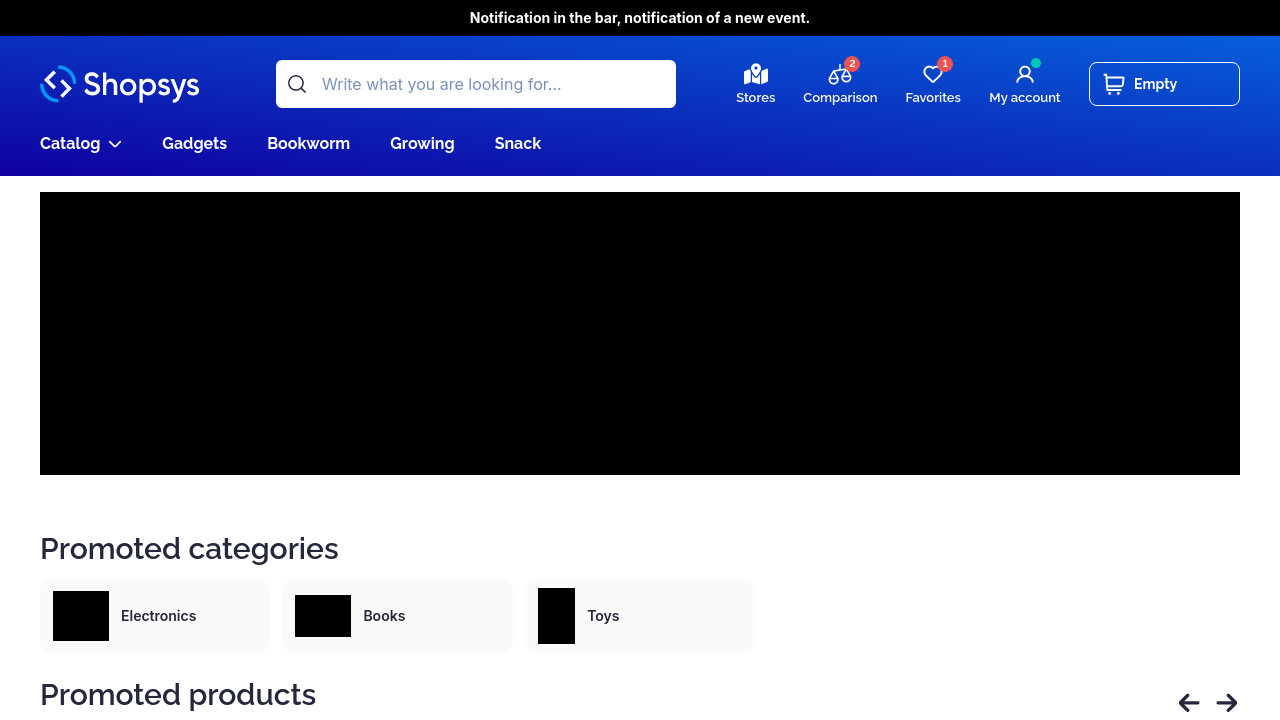 Notification in the bar, notification of a new event.
Shopsys
Write what you are looking for...
Stores
2
Comparison
1
Favorites
My account
Empty
Catalog
Gadgets
Bookworm
Growing
Snack
Promoted categories
Electronics
Books
Toys
Promoted products